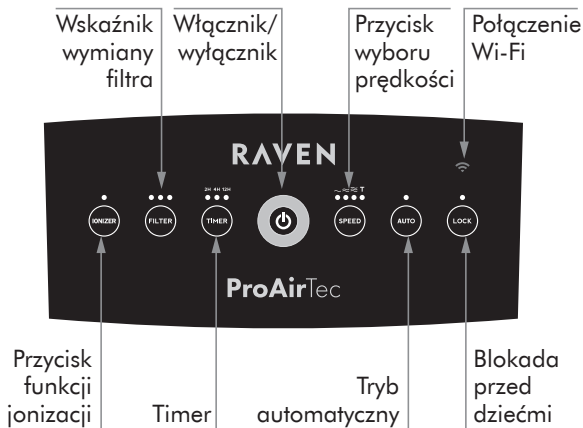 Wskaźnik
wymiany
filtra
Włącznik/
wyłącznik
Przycisk
wyboru
prędkości
Połączenie
Wi-Fi
RAVEN
2H 4H 12H
T
IONIZER
FILTER
TIMER
SPEED
AUTO
LOCK
ProAirTec
Przycisk
funkcji
jonizacji
Timer
Tryb
automatyczny
Blokada
przed
dziećmi